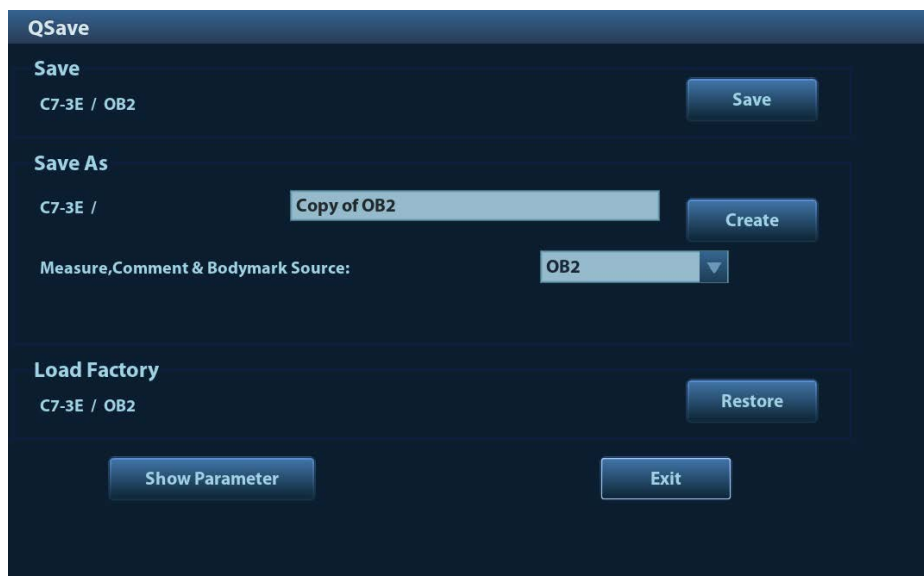 QSave
Save
C7-3E / OB2
Save
Save As
C7-3E /
Copy of OB2
Create
Measure,Comment & Bodymark Source:
OB2
Load Factory
C7-3E / OB2
Restore
Show Parameter
Exit